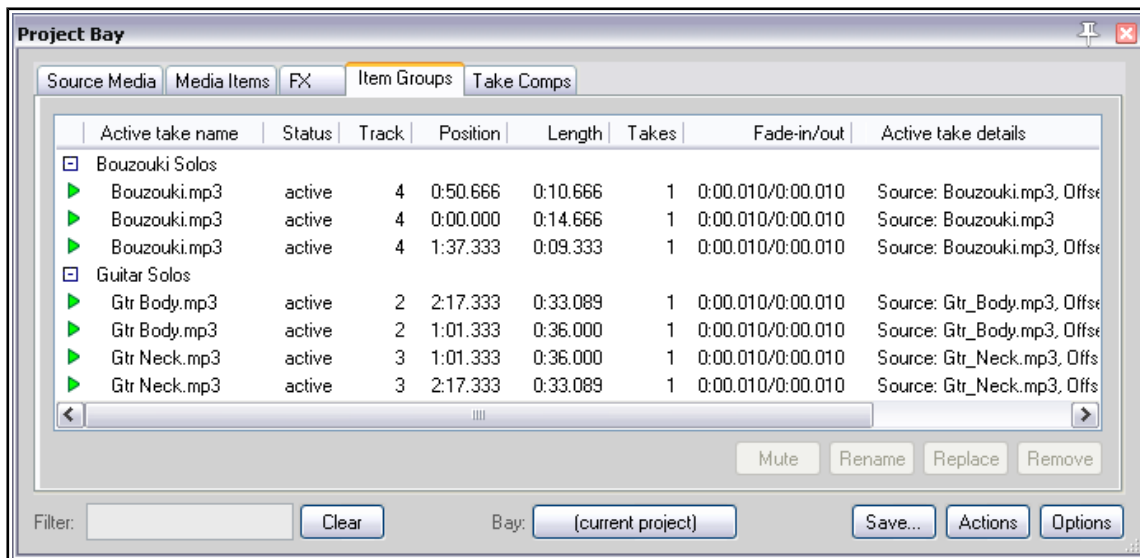 Project Bay
Source Media Media Items FX Item Groups Take Comps
Active take name Status Track Position Length Takes Fade-in/out Active take details
Bouzouki Solos
Bouzouki.mp3 active 4 0:50.666 0:10.666 1 0:00.010/0:00.010 Source: Bouzouki.mp3, Offse
Bouzouki.mp3 active 4 0:00.000 0:14.666 1 0:00.010/0:00.010 Source: Bouzouki.mp3
Bouzouki.mp3 active 4 1:37.333 0:09.333 1 0:00.010/0:00.010 Source: Bouzouki.mp3, Offse
Guitar Solos
Gtr Body.mp3 active 2 2:17.333 0:33.089 1 0:00.010/0:00.010 Source: Gtr_Body.mp3, Offse
Gtr Body.mp3 active 2 1:01.333 0:36.000 1 0:00.010/0:00.010 Source: Gtr_Body.mp3, Offse
Gtr Neck.mp3 active 3 1:01.333 0:36.000 1 0:00.010/0:00.010 Source: Gtr_Neck.mp3, Offs
Gtr Neck.mp3 active 3 2:17.333 0:33.089 1 0:00.010/0:00.010 Source: Gtr_Neck.mp3, Offs
Mute Rename Replace Remove
Filter: Clear Bay: (current project) Save... Actions Options